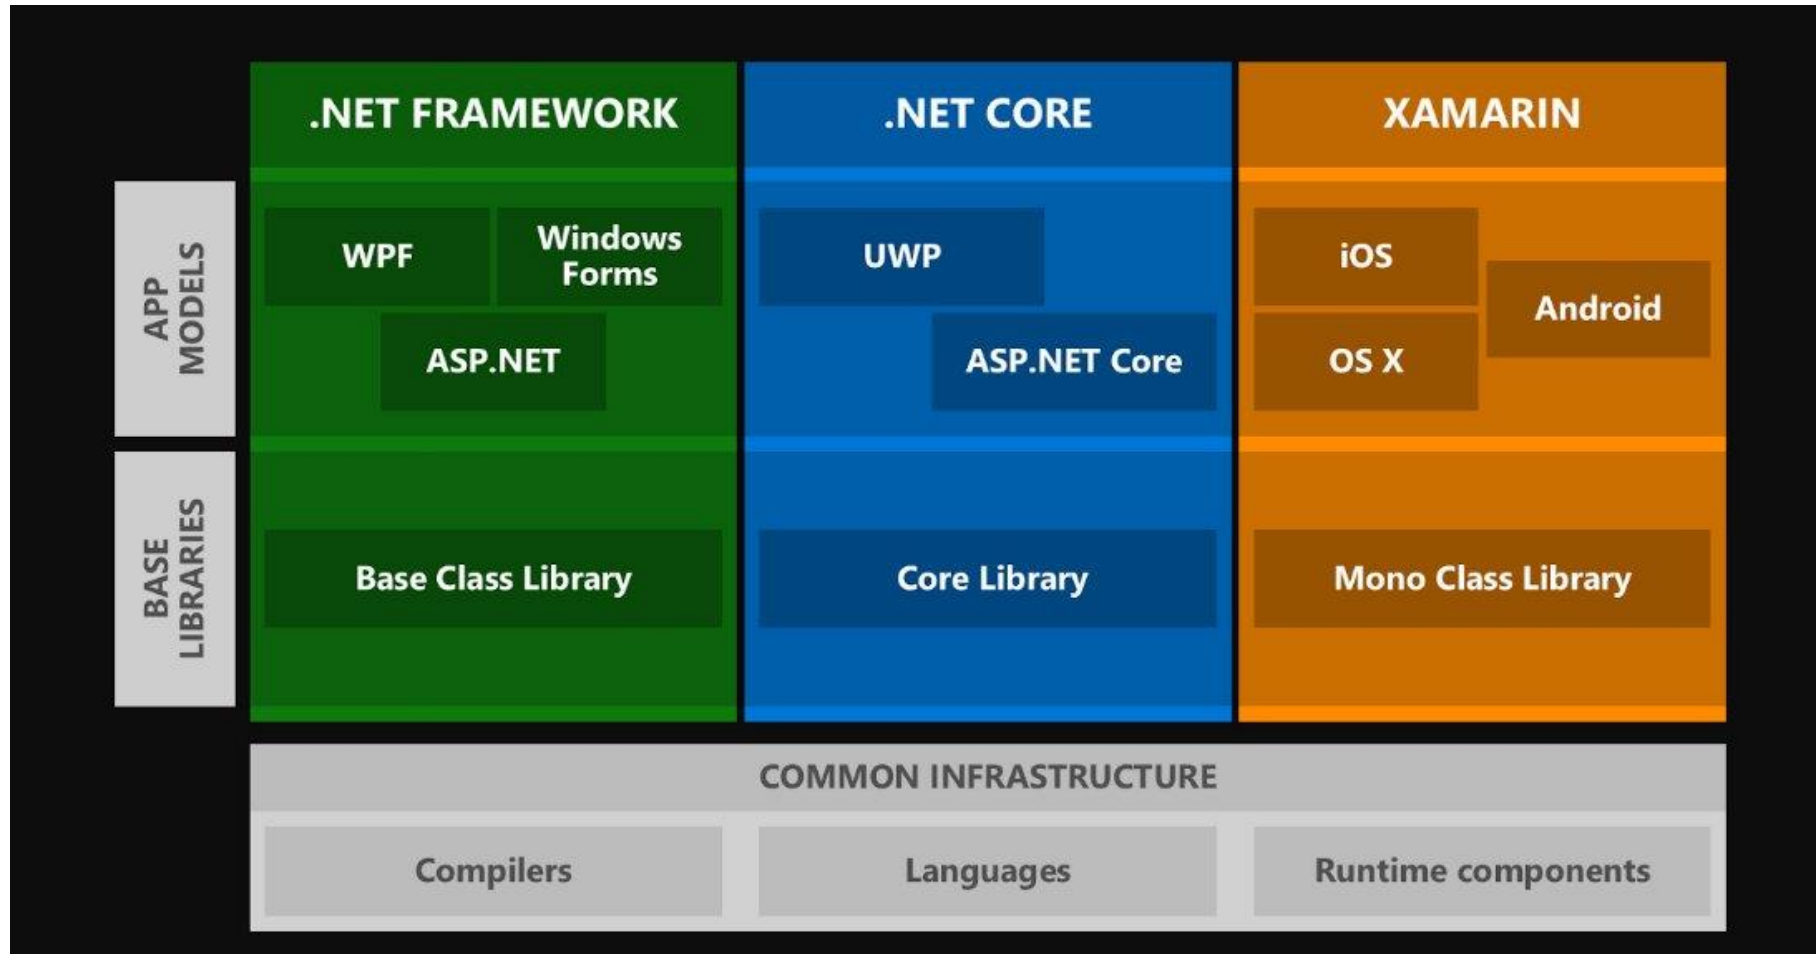 .NET FRAMEWORK
.NET CORE
XAMARIN
APP
MODELS
WPF
Windows
Forms
ASP.NET
UWP
ASP.NET Core
iOS
Android
OS X
BASE
LIBRARIES
Base Class Library
Core Library
Mono Class Library
COMMON INFRASTRUCTURE
Compilers
Languages
Runtime components